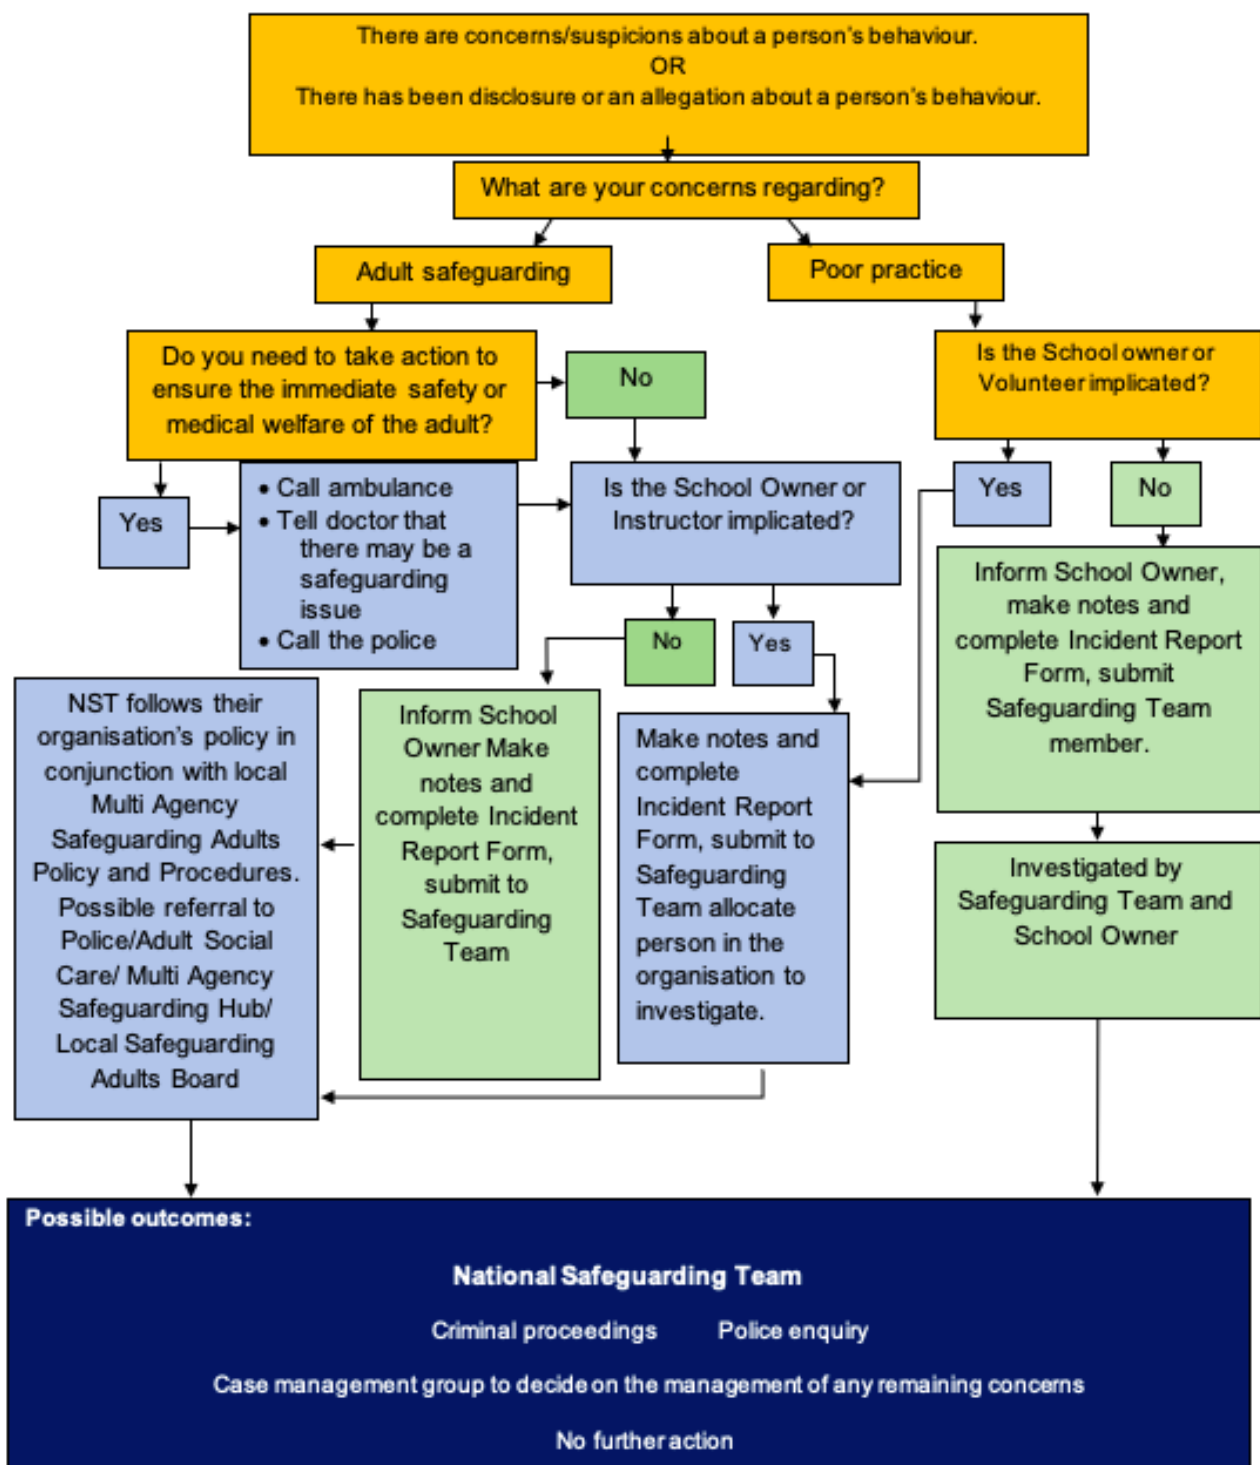 There are concerns/suspicions about a person's behaviour.
OR
There has been disclosure or an allegation about a person's behaviour.
What are your concerns regarding?
Adult safeguarding
Poor practice
Do you need to take action to
ensure the immediate safety or
medical welfare of the adult?
No
Is the School owner or
Volunteer implicated?
Yes
• Call ambulance
• Tell doctor that
there may be a
safeguarding
issue
• Call the police
Is the School Owner or
Instructor implicated?
Yes
No
No
Yes
Inform School Owner,
make notes and
complete Incident Report
Form, submit
Safeguarding Team
member.
NST follows their
organisation's policy in
conjunction with local
Multi Agency
Safeguarding Adults
Policy and Procedures.
Possible referral to
Police/Adult Social
Care/ Multi Agency
Safeguarding Hub/
Local Safeguarding
Adults Board
Inform School
Owner Make
notes and
complete Incident
Report Form,
submit to
Safeguarding
Team
Make notes and
complete
Incident Report
Form, submit to
Safeguarding
Team allocate
person in the
organisation to
investigate.
Investigated by
Safeguarding Team and
School Owner
Possible outcomes:
National Safeguarding Team
Criminal proceedings Police enquiry
Case management group to decide on the management of any remaining concerns
No further action